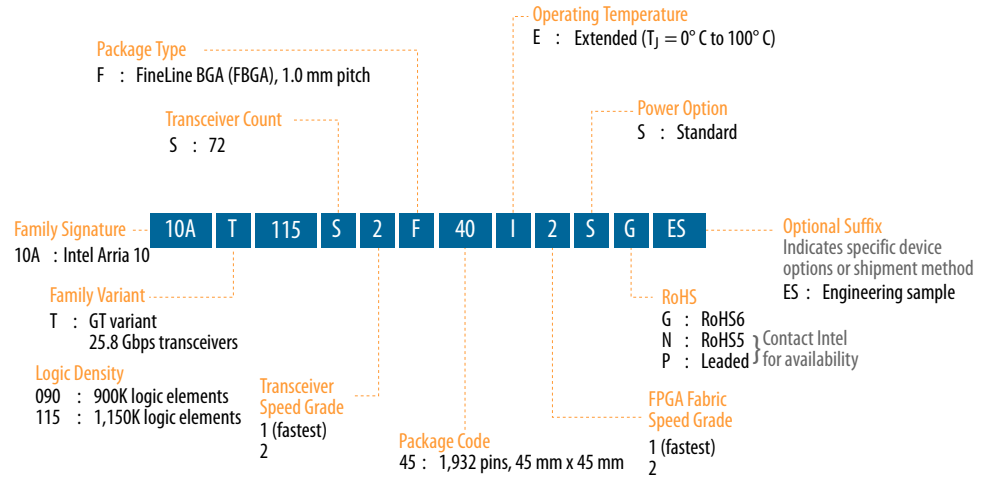 Operating Temperature
E : Extended (TJ = 0° C to 100° C)
Package Type
F : FineLine BGA (FBGA), 1.0 mm pitch
Transceiver Count
S : 72
Power Option
S : Standard
Family Signature
10A : Intel Arria 10
10A T 115 S 2 F 40 I 2 S G ES
Optional Suffix
Indicates specific device
options or shipment method
ES : Engineering sample
Family Variant
T : GT variant
25.8 Gbps transceivers
RoHS
G : RoHS6
N : RoHS5
P : Leaded
} Contact Intel
for availability
Logic Density
090 : 900K logic elements
115 : 1,150K logic elements
Transceiver
Speed Grade
1 (fastest)
2
Package Code
45 : 1,932 pins, 45 mm x 45 mm
FPGA Fabric
Speed Grade
1 (fastest)
2